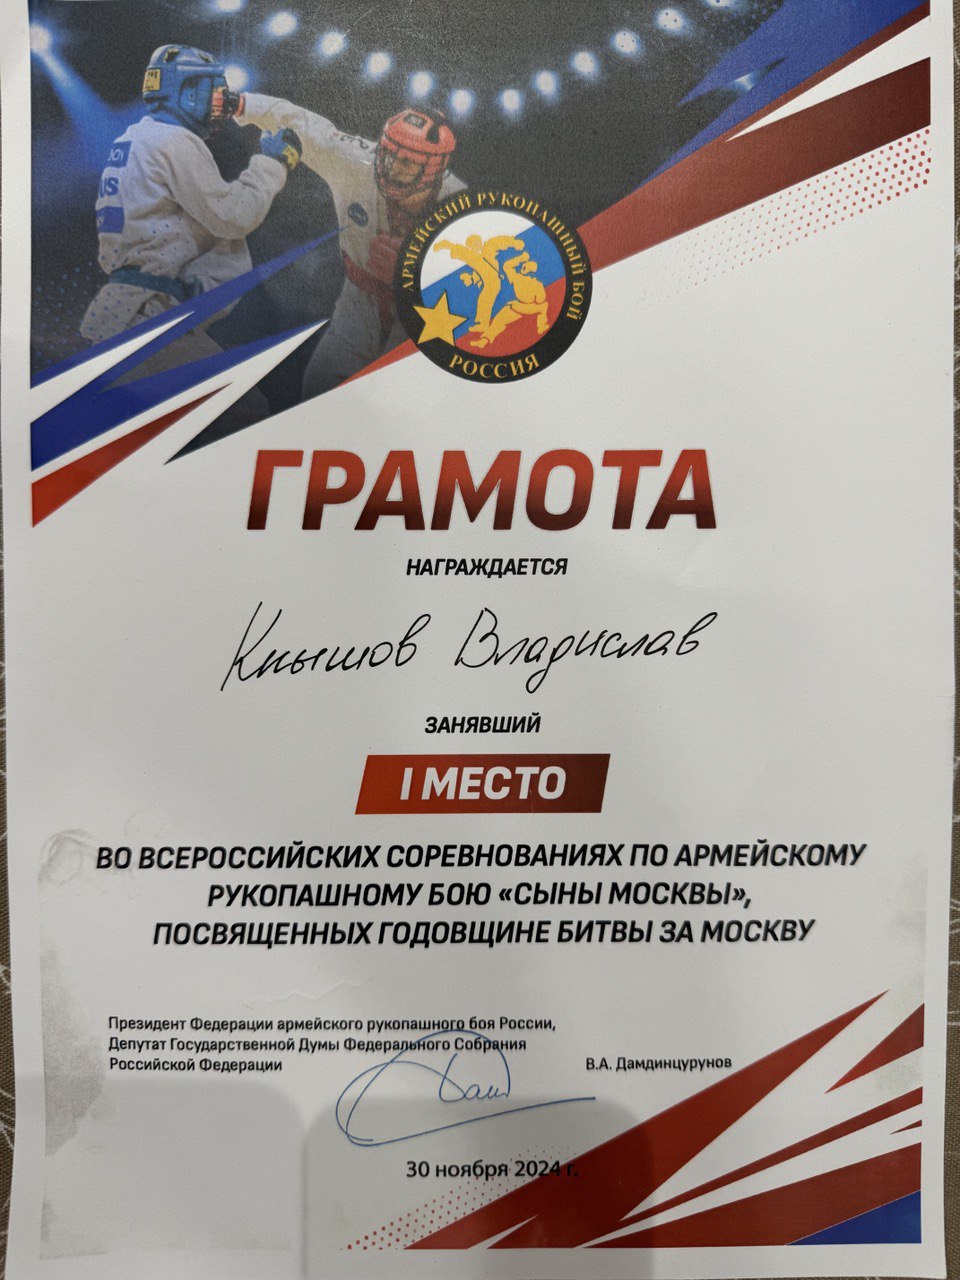 JOY
US
АРМЕЙСКИЙ РУКОПАШНЫЙ БОЙ
РОССИЯ
ГРАМОТА
НАГРАЖДАЕТСЯ
Кнышов Владислав
ЗАНЯВШИЙ
I МЕСТО
ВО ВСЕРОССИЙСКИХ СОРЕВНОВАНИЯХ ПО АРМЕЙСКОМУ
РУКОПАШНОМУ БОЮ «СЫНЫ МОСКВЫ»,
ПОСВЯЩЕННЫХ ГОДОВЩИНЕ БИТВЫ ЗА МОСКВУ
Президент Федерации армейского рукопашного боя России,
Депутат Государственной Думы Федерального Собрания
Российской Федерации
В.А. Дамдинцурунов
30 ноября 2024 г.